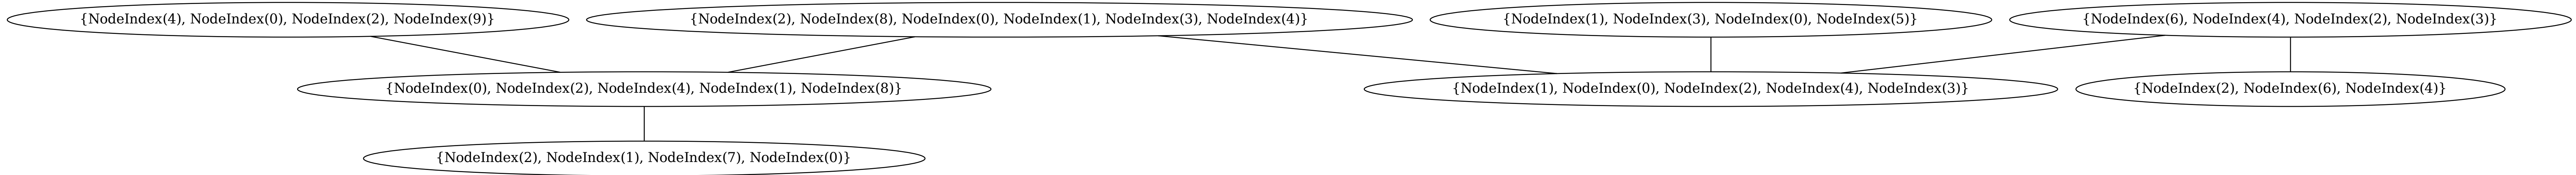 {NodeIndex(4), NodeIndex(0), NodeIndex(2), NodeIndex(9)}
{NodeIndex(2), NodeIndex(8), NodeIndex(0), NodeIndex(1), NodeIndex(3), NodeIndex(4)}
{NodeIndex(1), NodeIndex(3), NodeIndex(0), NodeIndex(5)}
{NodeIndex(6), NodeIndex(4), NodeIndex(2), NodeIndex(3)}
{NodeIndex(0), NodeIndex(2), NodeIndex(4), NodeIndex(1), NodeIndex(8)}
{NodeIndex(1), NodeIndex(0), NodeIndex(2), NodeIndex(4), NodeIndex(3)}
{NodeIndex(2), NodeIndex(6), NodeIndex(4)}
{NodeIndex(2), NodeIndex(1), NodeIndex(7), NodeIndex(0)}